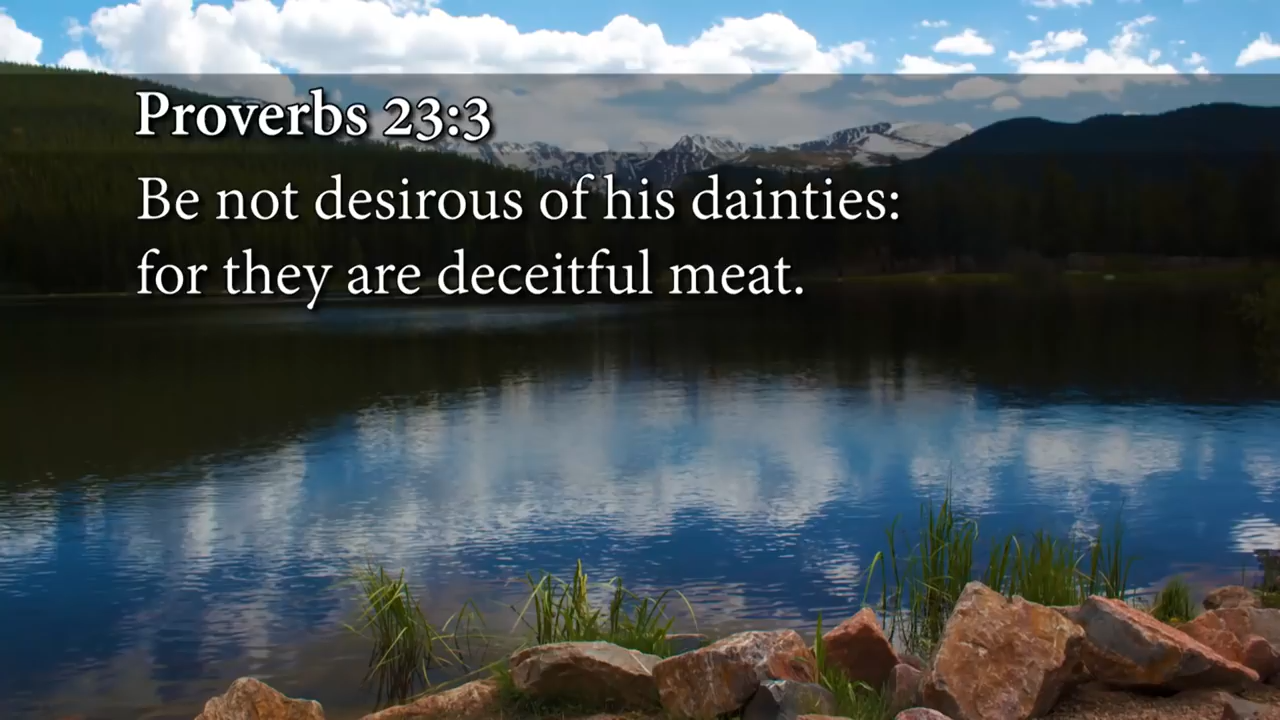 Proverbs 23:3
Be not desirous of his dainties:
for they are deceitful meat.